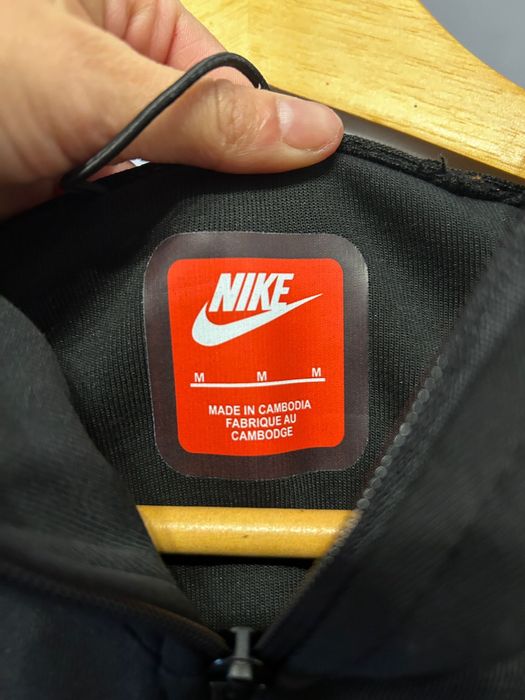 NIKE
M M M
MADE IN CAMBODIA
FABRIQUE AU
CAMBODGE